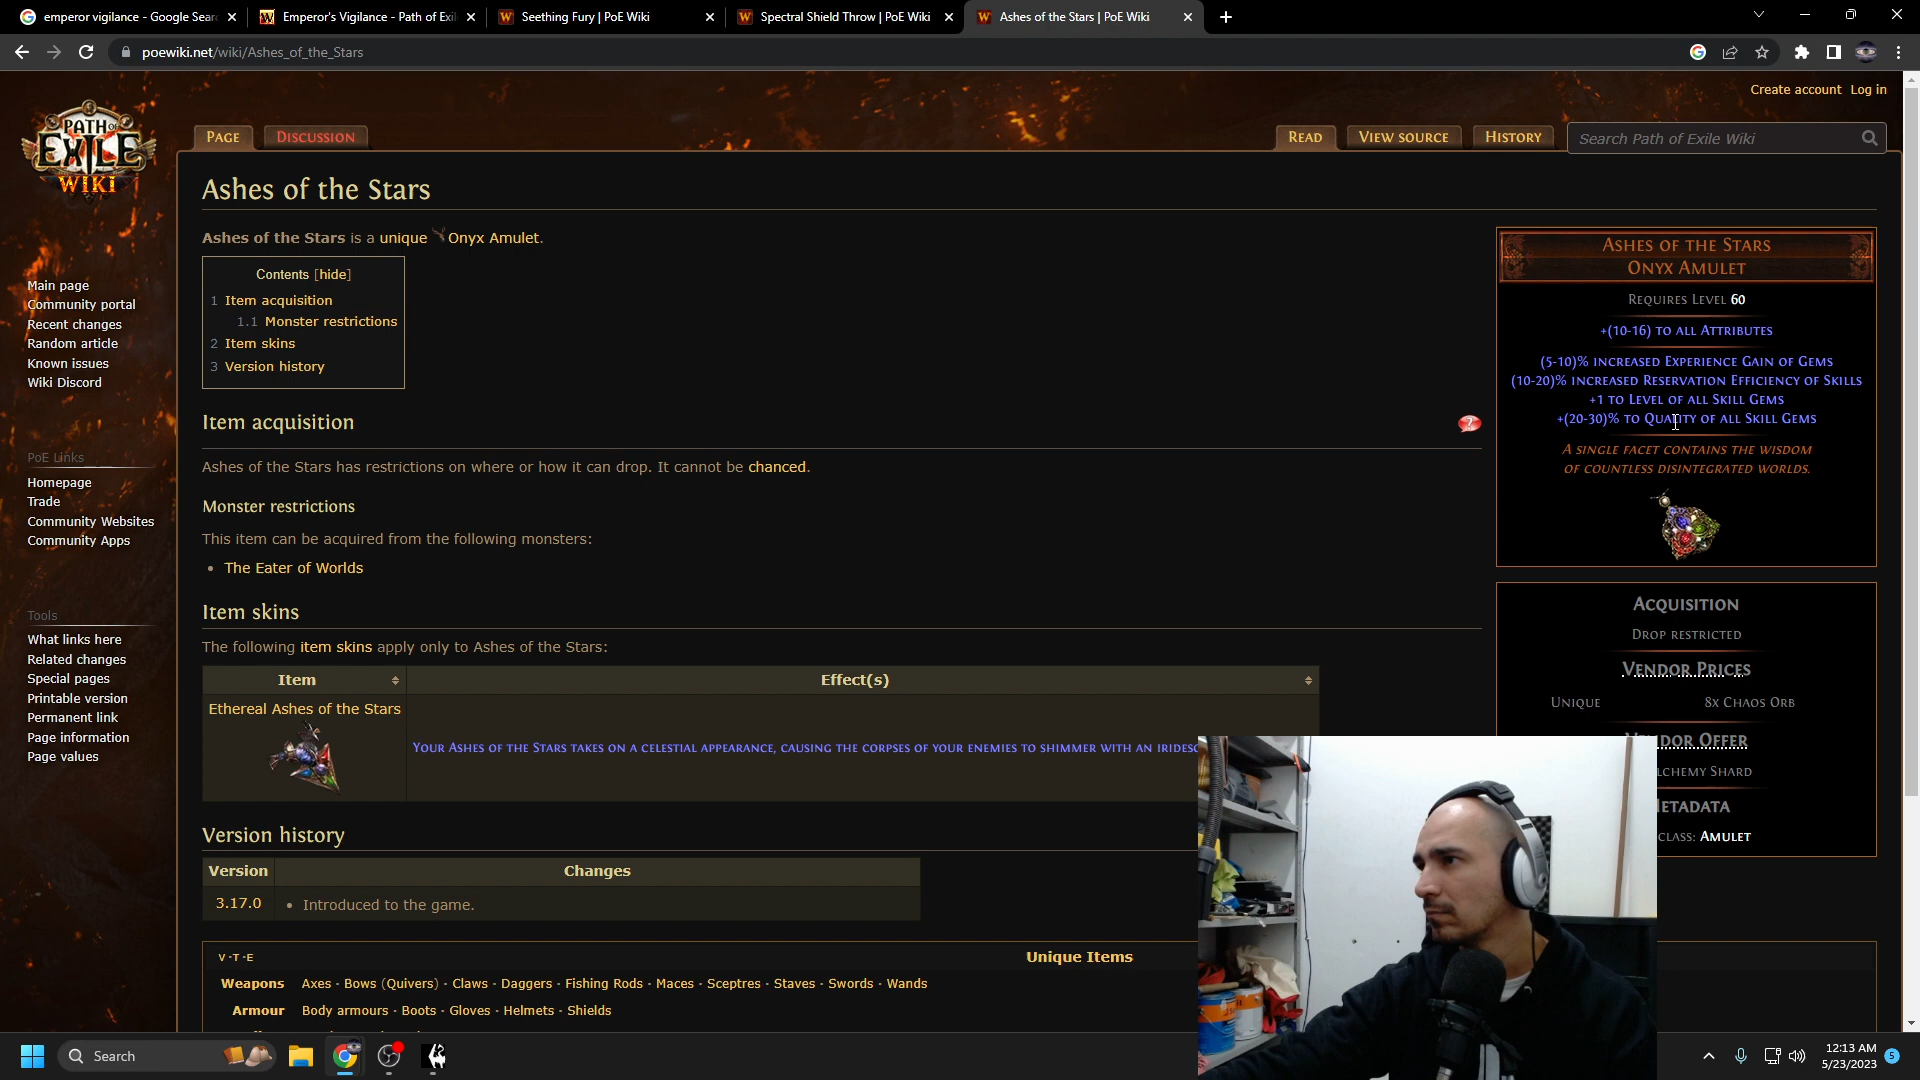 emperor vigilance - Google Sear
Emperor's Vigilance - Path of Exil
Seething Fury | PoE Wiki
Spectral Shield Throw | PoE Wiki
Ashes of the Stars | PoE Wiki
poewiki.net/wiki/Ashes_of_the_Stars
Create account Log in
PATH OF EXILE WIKI
PAGE
DISCUSSION
READ
VIEW SOURCE
HISTORY
Search Path of Exile Wiki
Main page
Community portal
Recent changes
Random article
Known issues
Wiki Discord
PoE Links
Homepage
Trade
Community Websites
Community Apps
Tools
What links here
Related changes
Special pages
Printable version
Permanent link
Page information
Page values
Ashes of the Stars
Ashes of the Stars is a unique Onyx Amulet.
Contents [hide]
1 Item acquisition
1.1 Monster restrictions
2 Item skins
3 Version history
Item acquisition
?
Ashes of the Stars has restrictions on where or how it can drop. It cannot be chanced.
Monster restrictions
This item can be acquired from the following monsters:
• The Eater of Worlds
Item skins
The following item skins apply only to Ashes of the Stars:
Item Effect(s)
Ethereal Ashes of the Stars
YOUR ASHES OF THE STARS TAKES ON A CELESTIAL APPEARANCE, CAUSING THE CORPSES OF YOUR ENEMIES TO SHIMMER WITH AN IRIDESC
Version history
Version Changes
3.17.0 • Introduced to the game.
V · T · E
Unique Items
Weapons Axes · Bows (Quivers) · Claws · Daggers · Fishing Rods · Maces · Sceptres · Staves · Swords · Wands
Armour Body armours · Boots · Gloves · Helmets · Shields
ASHES OF THE STARS
ONYX AMULET
REQUIRES LEVEL 60
+(10-16) TO ALL ATTRIBUTES
(5-10)% INCREASED EXPERIENCE GAIN OF GEMS
(10-20)% INCREASED RESERVATION EFFICIENCY OF SKILLS
+1 TO LEVEL OF ALL SKILL GEMS
+(20-30)% TO QUALITY OF ALL SKILL GEMS
A SINGLE FACET CONTAINS THE WISDOM
OF COUNTLESS DISINTEGRATED WORLDS.
ACQUISITION
DROP RESTRICTED
VENDOR PRICES
UNIQUE 8X CHAOS ORB
DOR OFFER
LCHEMY SHARD
ETADATA
CLASS: AMULET
Search
12:13 AM
5/23/2023
5